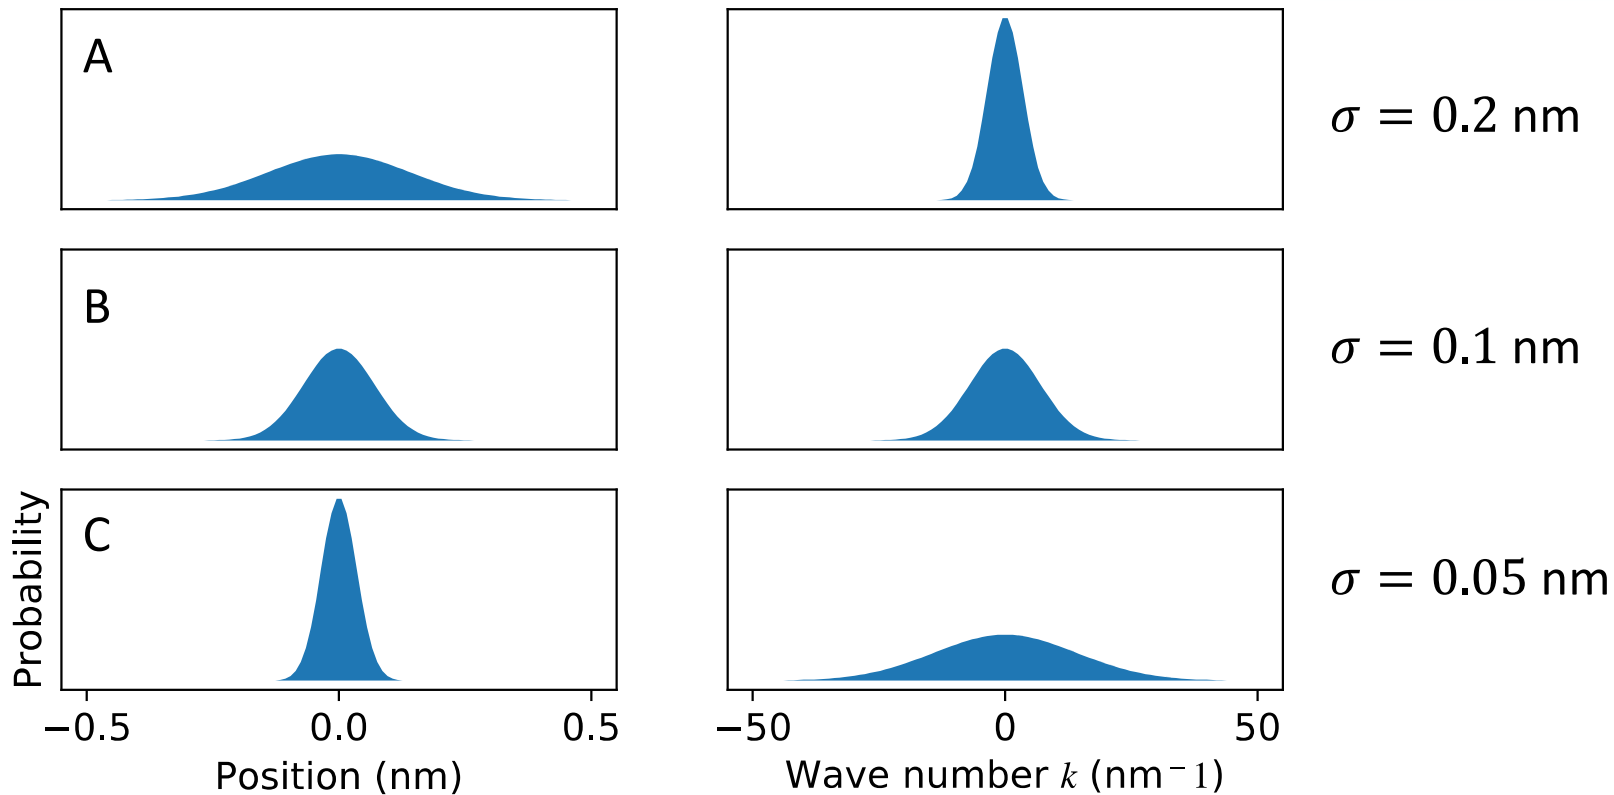 A
σ = 0.2 nm
B
σ = 0.1 nm
C
σ = 0.05 nm
Probability
−0.5 0.0 0.5
−50 0 50
Position (nm)
Wave number k (nm⁻1)